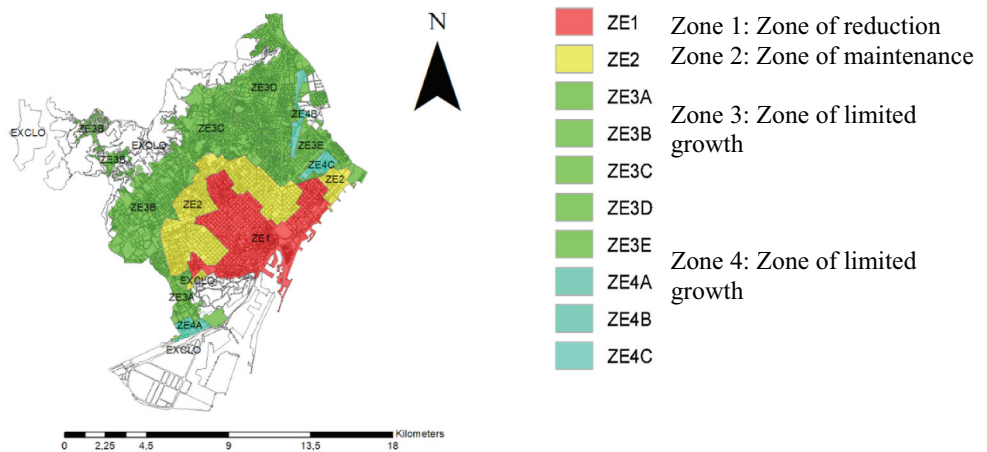 N
ZE3D
ZE4B
EXCLO
ZE3B
ZE3C
EXCLO
ZE3E
ZE3B
ZE4C
ZE2
ZE3B
ZE2
ZE1
EXCLO
ZE3A
ZE4A
EXCLO
Kilometers
0 2,25 4,5 9 13,5 18
ZE1 Zone 1: Zone of reduction
ZE2 Zone 2: Zone of maintenance
ZE3A
ZE3B Zone 3: Zone of limited
growth
ZE3C
ZE3D
ZE3E
ZE4A Zone 4: Zone of limited
growth
ZE4B
ZE4C